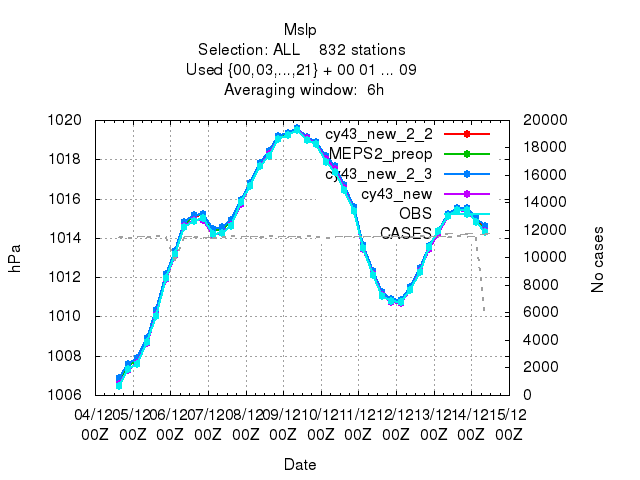 Mslp
Selection: ALL    832 stations
Used {00,03,...,21} + 00 01 ... 09
Averaging window:  6h
1020
1018
1016
1014
1012
1010
1008
1006
hPa
20000
18000
16000
14000
12000
10000
8000
6000
4000
2000
0
No cases
cy43_new_2_2
MEPS2_preop
cy43_new_2_3
cy43_new
OBS
CASES
04/12 05/12 06/12 07/12 08/12 09/12 10/12 11/12 12/12 13/12 14/12 15/12
00Z 00Z 00Z 00Z 00Z 00Z 00Z 00Z 00Z 00Z 00Z 00Z
Date